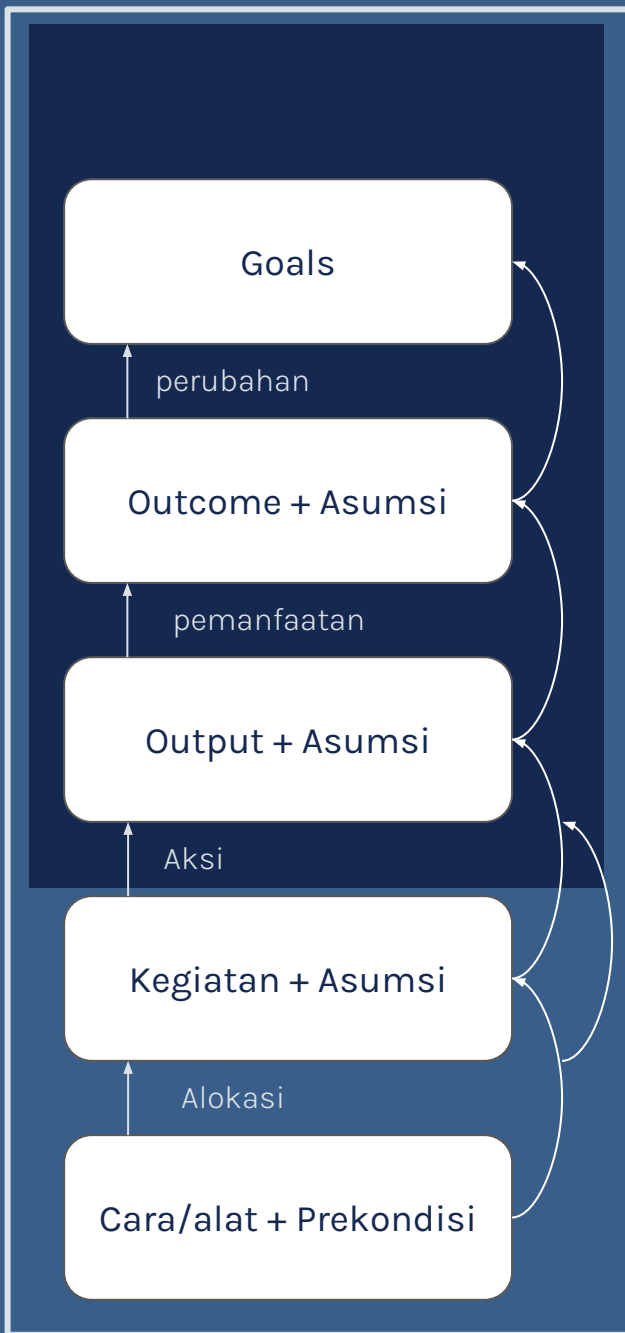 Goals
perubahan
Outcome + Asumsi
pemanfaatan
Output + Asumsi
Aksi
Kegiatan + Asumsi
Alokasi
Cara/alat + Prekondisi